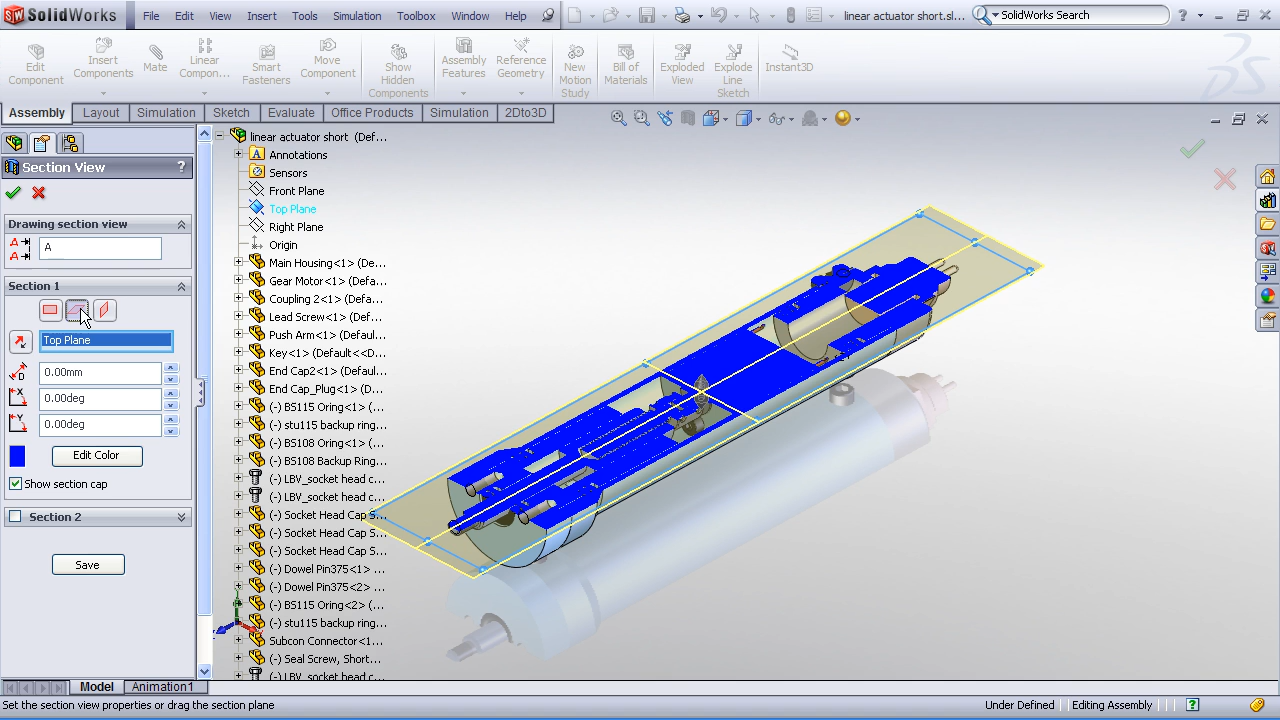 SolidWorks File Edit View Insert Tools Simulation Toolbox Window Help linear actuator short.sl... SolidWorks Search ?
Edit Component
Insert Components
Mate
Linear Compon...
Smart Fasteners
Move Component
Show Hidden Components
Assembly Features
Reference Geometry
New Motion Study
Bill of Materials
Exploded View
Explode Line Sketch
Instant3D
Assembly Layout Simulation Sketch Evaluate Office Products Simulation 2Dto3D
Section View ?
Drawing section view
A
Section 1
Top Plane
0.00mm
0.00deg
0.00deg
Edit Color
Show section cap
Section 2
Save
linear actuator short (Def...
Annotations
Sensors
Front Plane
Top Plane
Right Plane
Origin
Main Housing<1> (De...
Gear Motor<1> (Defa...
Coupling 2<1> (Defa...
Lead Screw<1> (Defa...
Push Arm<1> (Defaul...
Key<1> (Default<<D...
End Cap2<1> (Defaul...
End Cap_Plug<1> (D...
(-) BS115 Oring<1> (...
(-) stu115 backup ring...
(-) BS108 Oring<1> (...
(-) BS108 Backup Ring...
(-) LBV_socket head c...
(-) LBV_socket head c...
(-) Socket Head Cap S...
(-) Socket Head Cap S...
(-) Socket Head Cap S...
(-) Dowel Pin375<1> ...
(-) Dowel Pin375<2> ...
(-) BS115 Oring<2> (...
(-) stu115 backup ring...
Subcon Connector<1...
(-) Seal Screw, Short...
(-) LBV_socket head c...
Model Animation1
Set the section view properties or drag the section plane Under Defined Editing Assembly ?